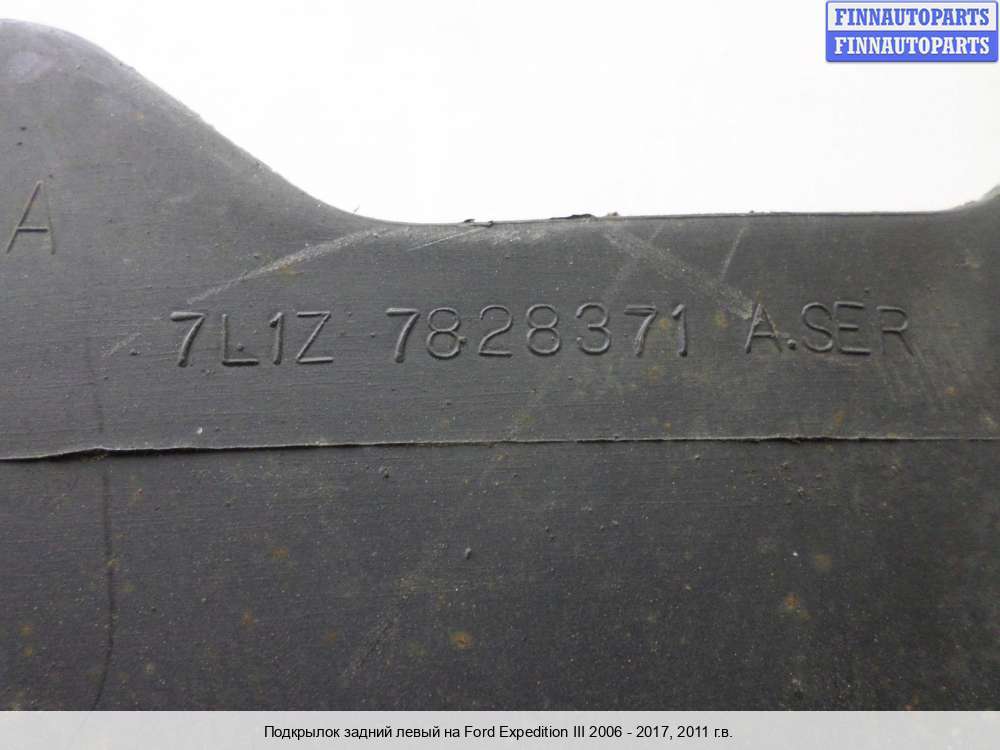 FINNAUTOPARTS
FINNAUTOPARTS
A
7L1Z 7828371 A.SER
Подкрылок задний левый на Ford Expedition III 2006 - 2017, 2011 г.в.